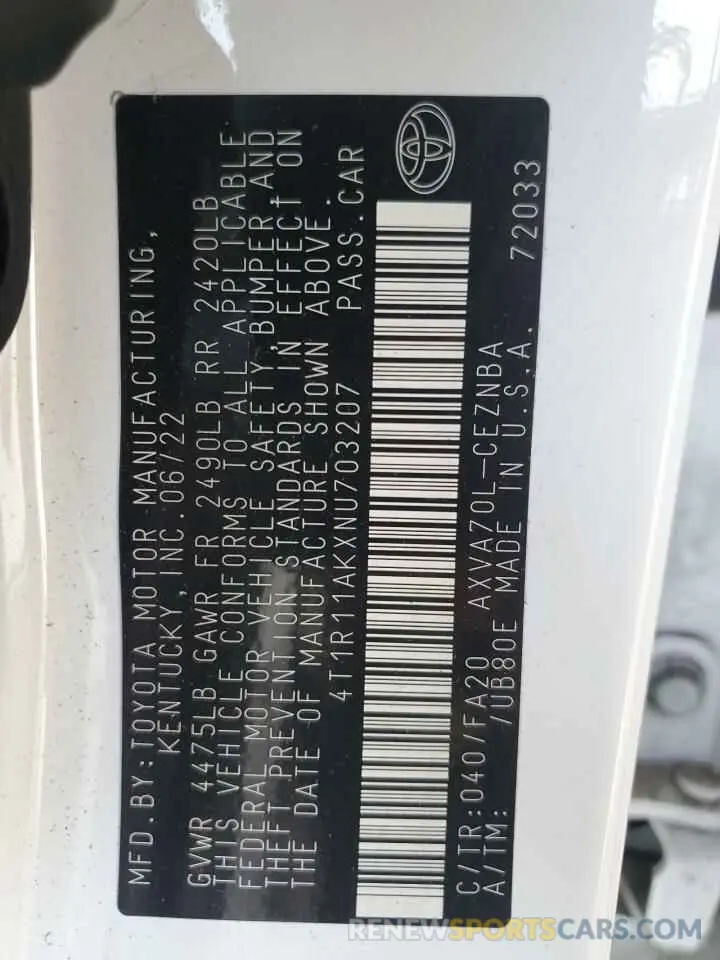 MFD.BY:TOYOTA MOTOR MANUFACTURING,
KENTUCKY, INC.06/22
GVWR 4475LB GAWR FR 2490LB RR 2420LB
THIS VEHICLE CONFORMS TO ALL APPLICABLE
FEDERAL MOTOR VEHICLE SAFETY, BUMPER, AND
THEFT PREVENTION STANDARDS IN EFFECT ON
THE DATE OF MANUFACTURE SHOWN ABOVE.
4T1R11AKXNU703207 PASS.CAR
C/TR:040/FA20 AXVA70L-CEZNBA 72033
A/TM: /UB80E MADE IN U.S.A.
RENEWSPORTSCARS.COM